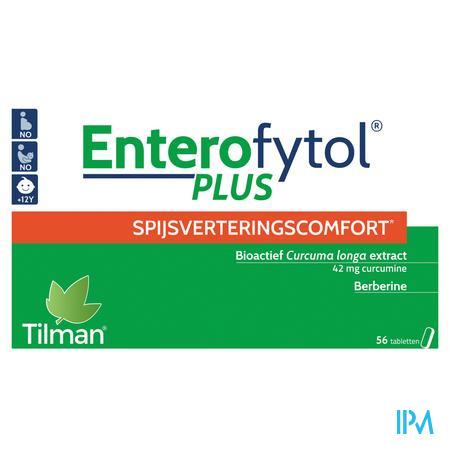 NO
NO
+12Y
Enterofytol®
PLUS
SPIJSVERTERINGSCOMFORT*
Bioactief Curcuma longa extract
42 mg curcumine
Berberine
Tilman®
56 tabletten
IPM